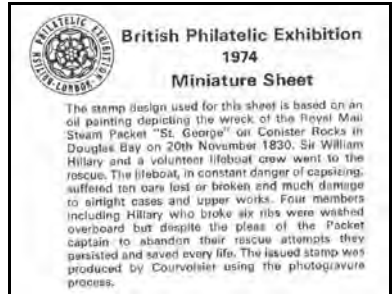 PHILATELIC EXHIBITION
BRITISH
LONDON
British Philatelic Exhibition
1974
Miniature Sheet
The stamp design used for this sheet is based on an
oil painting depicting the wreck of the Royal Mail
Steam Packet "St. George" on Conister Rocks in
Douglas Bay on 20th November 1830. Sir William
Hillary and a volunteer lifeboat crew went to the
rescue. The lifeboat, in constant danger of capsizing,
suffered ten oars lost or broken and much damage
to airtight cases and upper works. Four members
including Hillary who broke six ribs were washed
overboard but despite the pleas of the Packet
captain to abandon their rescue attempts they
persisted and saved every life. The issued stamp was
produced by Courvoisier using the photogravure
process.